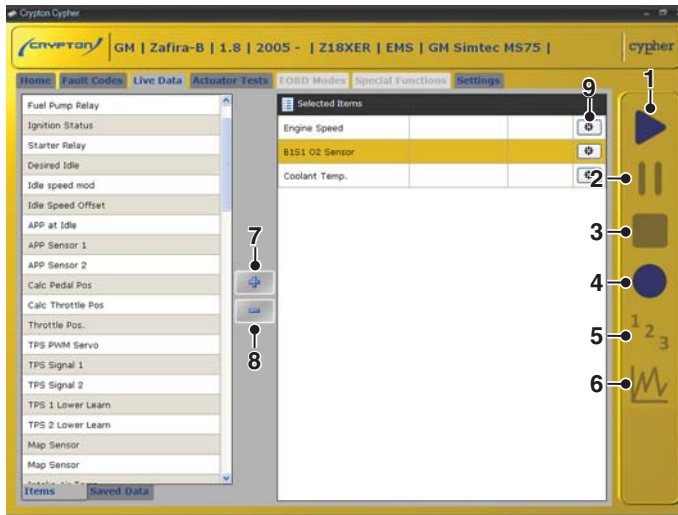 Crypton Cypher
CRYPTON GM | Zafira-B | 1.8 | 2005 - | Z18XER | EMS | GM Simtec MS75 | cypher
Home Fault Codes Live Data Actuator Tests EOBD Modes Special Functions Settings
Selected Items
Fuel Pump Relay
Ignition Status
Starter Relay
Desired Idle
Idle speed mod
Idle Speed Offset
APP at Idle
APP Sensor 1
APP Sensor 2
Calc Pedal Pos
Calc Throttle Pos
Throttle Pos.
TPS PWM Servo
TPS Signal 1
TPS Signal 2
TPS 1 Lower Learn
TPS 2 Lower Learn
Map Sensor
Map Sensor
Intake Air Temp
Items Saved Data
7
8
Engine Speed
B1S1 O2 Sensor
Coolant Temp.
9
1
2
3
4
5
1 2 3
6